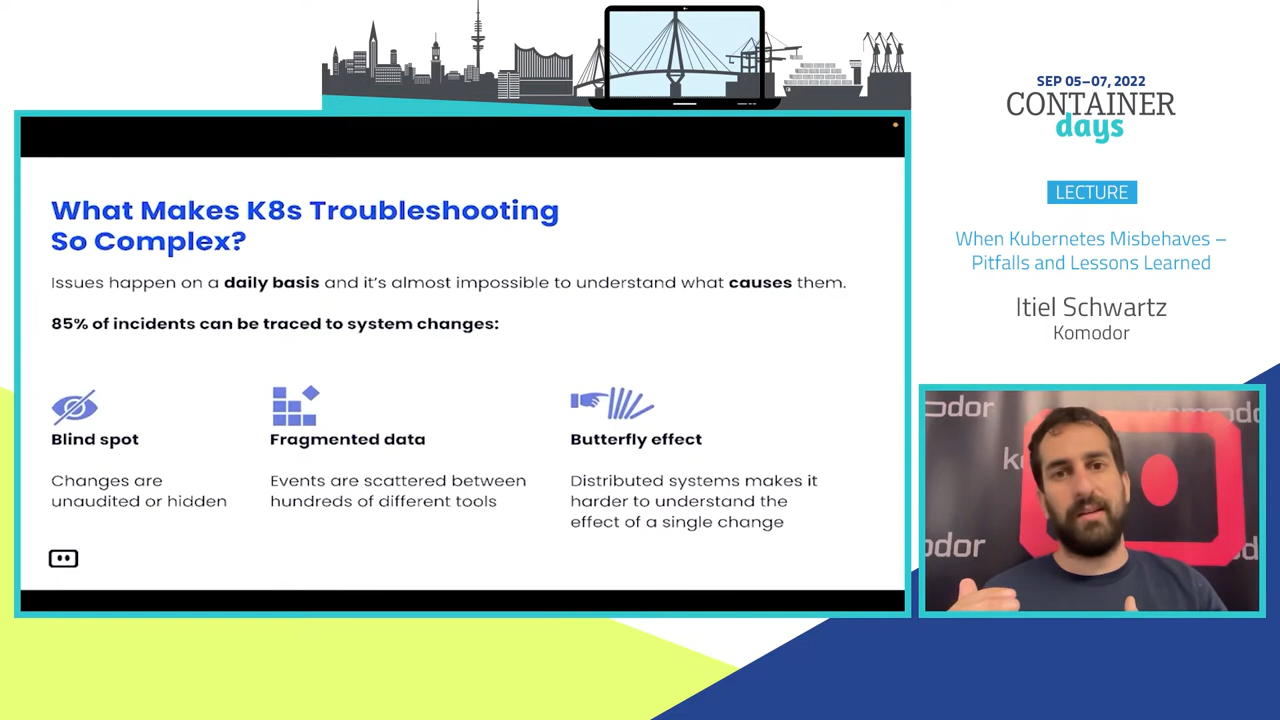 SEP 05–07, 2022
CONTAINER
days
LECTURE
When Kubernetes Misbehaves –
Pitfalls and Lessons Learned
Itiel Schwartz
Komodor
What Makes K8s Troubleshooting
So Complex?
Issues happen on a daily basis and it's almost impossible to understand what causes them.
85% of incidents can be traced to system changes:
Blind spot
Changes are
unaudited or hidden
Fragmented data
Events are scattered between
hundreds of different tools
Butterfly effect
Distributed systems makes it
harder to understand the
effect of a single change